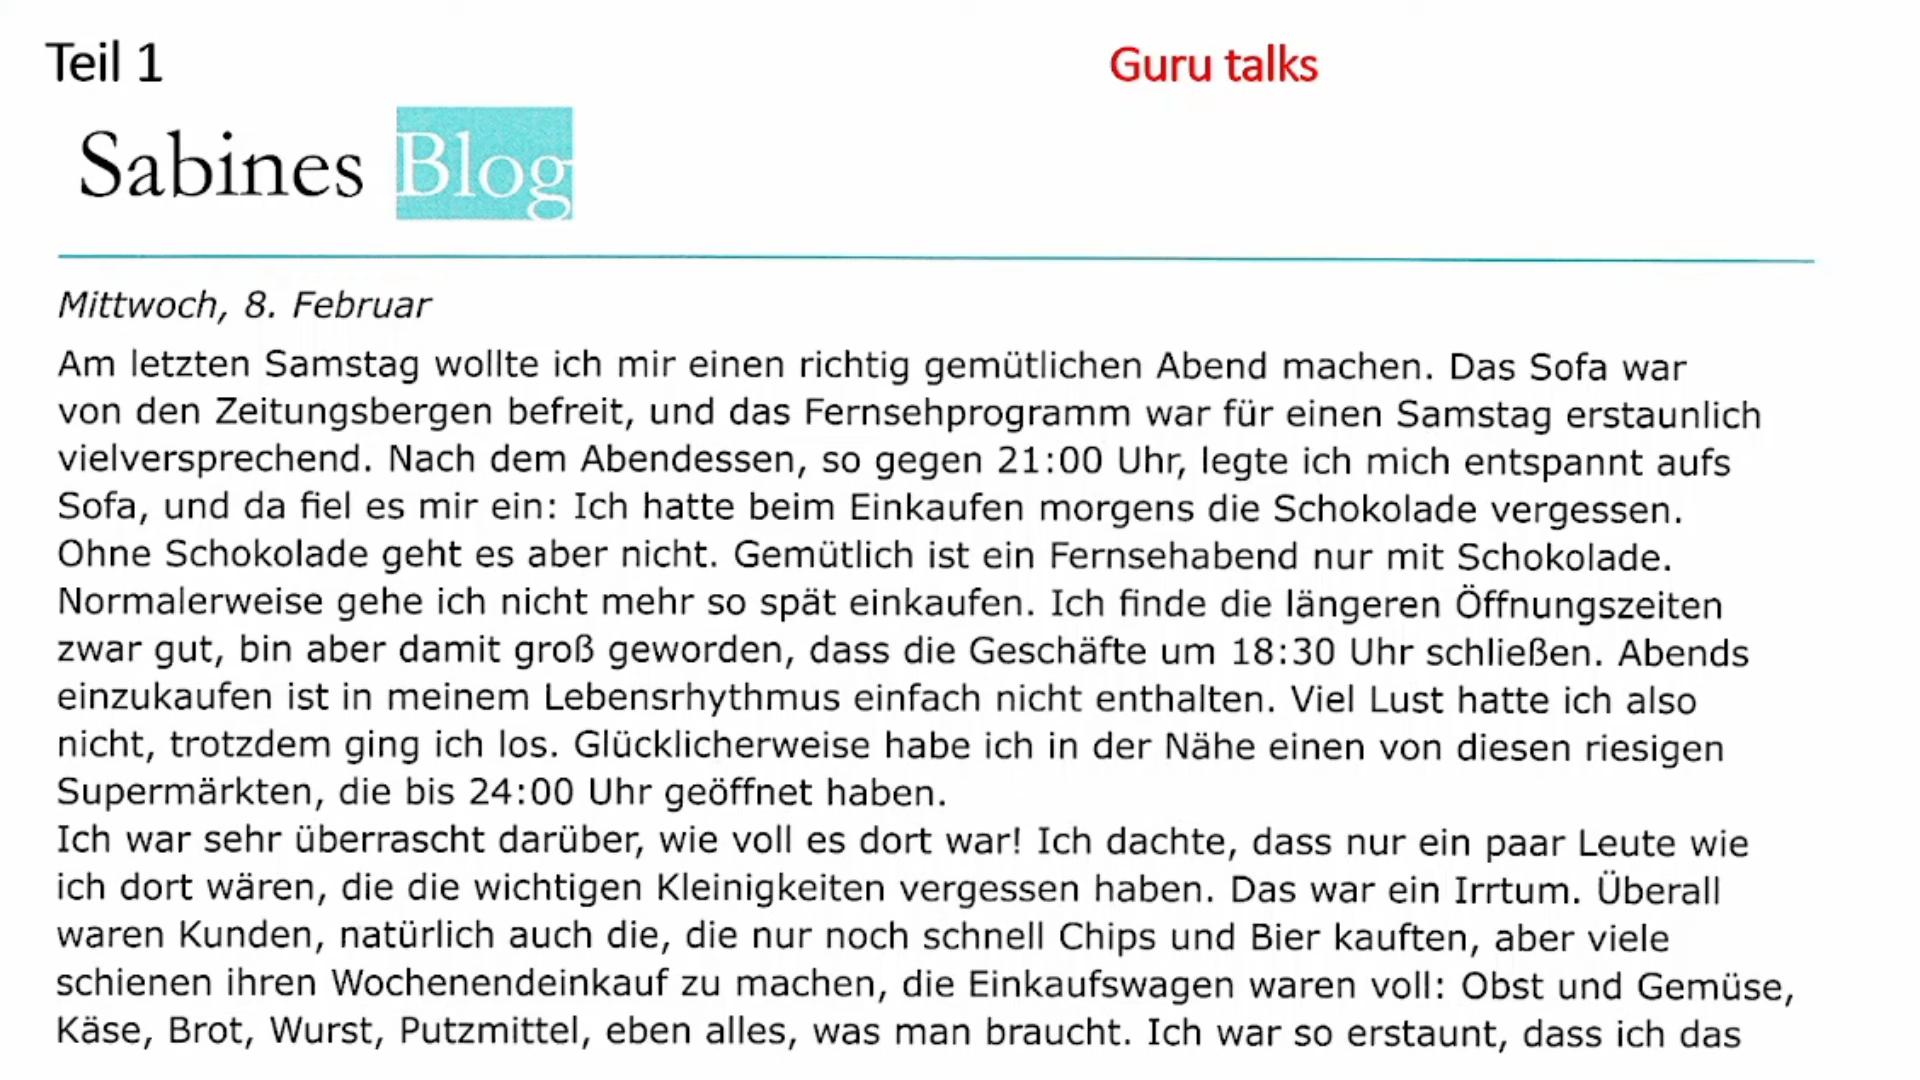 Teil 1
Guru talks
Sabines Blog
Mittwoch, 8. Februar
Am letzten Samstag wollte ich mir einen richtig gemütlichen Abend machen. Das Sofa war
von den Zeitungsbergen befreit, und das Fernsehprogramm war für einen Samstag erstaunlich
vielversprechend. Nach dem Abendessen, so gegen 21:00 Uhr, legte ich mich entspannt aufs
Sofa, und da fiel es mir ein: Ich hatte beim Einkaufen morgens die Schokolade vergessen.
Ohne Schokolade geht es aber nicht. Gemütlich ist ein Fernsehabend nur mit Schokolade.
Normalerweise gehe ich nicht mehr so spät einkaufen. Ich finde die längeren Öffnungszeiten
zwar gut, bin aber damit groß geworden, dass die Geschäfte um 18:30 Uhr schließen. Abends
einzukaufen ist in meinem Lebensrhythmus einfach nicht enthalten. Viel Lust hatte ich also
nicht, trotzdem ging ich los. Glücklicherweise habe ich in der Nähe einen von diesen riesigen
Supermärkten, die bis 24:00 Uhr geöffnet haben.
Ich war sehr überrascht darüber, wie voll es dort war! Ich dachte, dass nur ein paar Leute wie
ich dort wären, die die wichtigen Kleinigkeiten vergessen haben. Das war ein Irrtum. Überall
waren Kunden, natürlich auch die, die nur noch schnell Chips und Bier kauften, aber viele
schienen ihren Wochenendeinkauf zu machen, die Einkaufswagen waren voll: Obst und Gemüse,
Käse, Brot, Wurst, Putzmittel, eben alles, was man braucht. Ich war so erstaunt, dass ich das